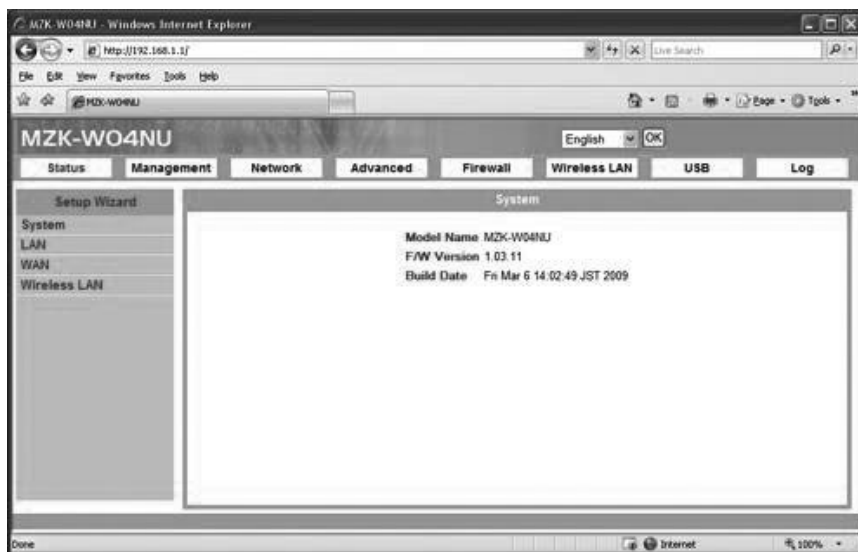 MZK-W04NU - Windows Internet Explorer
http://192.168.1.1/
Live Search
File Edit View Favorites Tools Help
MZK-W04NU
Page Tools
MZK-W04NU
English OK
Status Management Network Advanced Firewall Wireless LAN USB Log
Setup Wizard
System
LAN
WAN
Wireless LAN
System
Model Name MZK-W04NU
F/W Version 1.03.11
Build Date Fri Mar 6 14:02:49 JST 2009
Done
Internet
100%